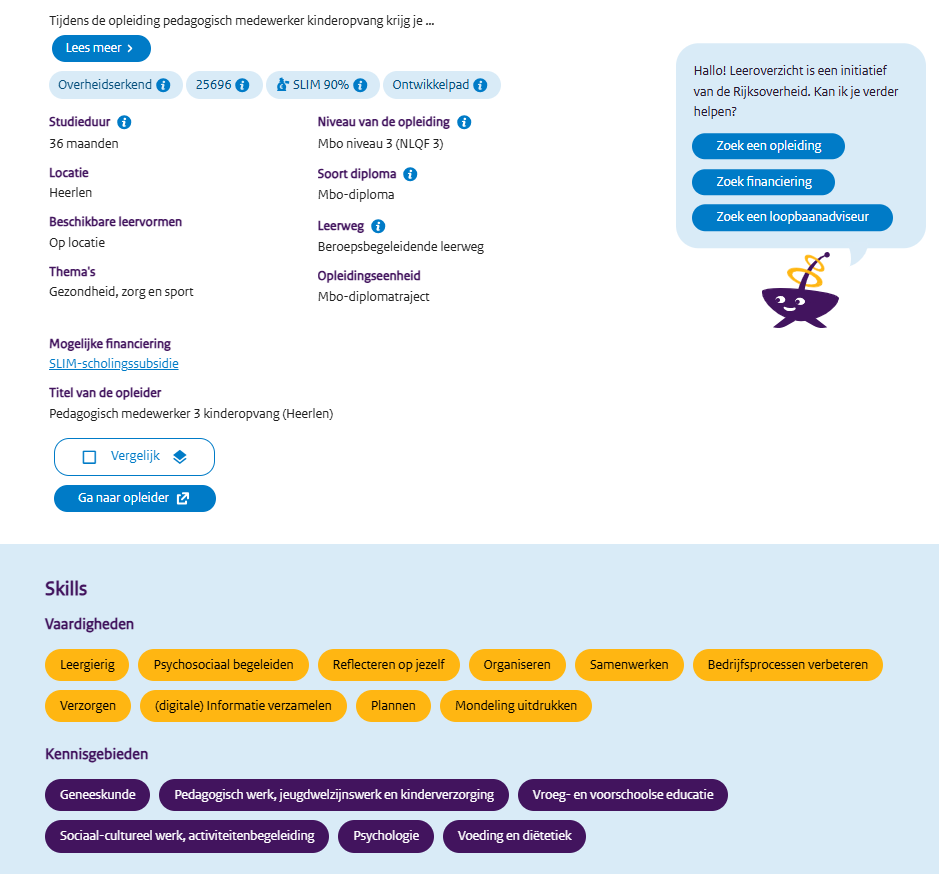 Tijdens de opleiding pedagogisch medewerker kinderopvang krijg je ...
Lees meer
Overheidserkend 25696 SLIM 90% Ontwikkelpad
Studieduur
36 maanden
Locatie
Heerlen
Beschikbare leervormen
Op locatie
Thema's
Gezondheid, zorg en sport
Niveau van de opleiding
Mbo niveau 3 (NLQF 3)
Soort diploma
Mbo-diploma
Leerweg
Beroepsbegeleidende leerweg
Opleidingseenheid
Mbo-diplomatraject
Mogelijke financiering
SLIM-scholingssubsidie
Titel van de opleider
Pedagogisch medewerker 3 kinderopvang (Heerlen)
Vergelijk
Ga naar opleider
Hallo! Leeroverzicht is een initiatief
van de Rijksoverheid. Kan ik je verder
helpen?
Zoek een opleiding
Zoek financiering
Zoek een loopbaanadviseur
Skills
Vaardigheden
Leergierig Psychosociaal begeleiden Reflecteren op jezelf Organiseren Samenwerken Bedrijfsprocessen verbeteren
Verzorgen (digitale) Informatie verzamelen Plannen Mondeling uitdrukken
Kennisgebieden
Geneeskunde Pedagogisch werk, jeugdwelzijnswerk en kinderverzorging Vroeg- en voorschoolse educatie
Sociaal-cultureel werk, activiteitenbegeleiding Psychologie Voeding en diëtetiek